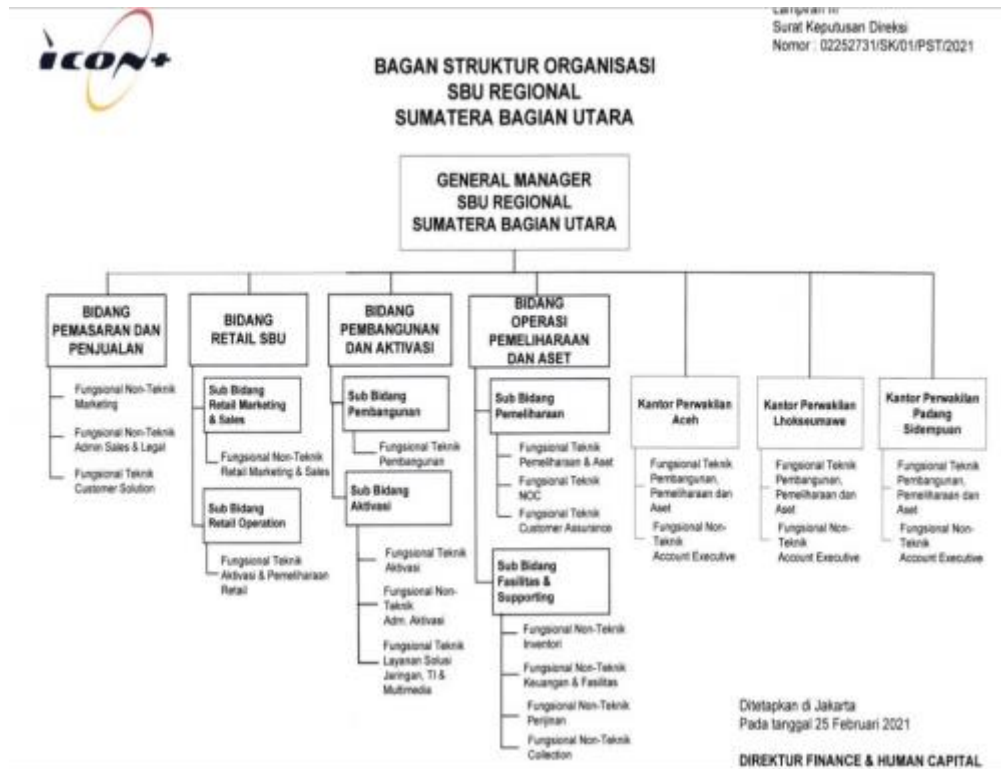 Lampiran III
Surat Keputusan Direksi
Nomor : 02252731/SK/01/PST/2021
icon+
BAGAN STRUKTUR ORGANISASI
SBU REGIONAL
SUMATERA BAGIAN UTARA
GENERAL MANAGER
SBU REGIONAL
SUMATERA BAGIAN UTARA
BIDANG
PEMASARAN DAN
PENJUALAN
Fungsional Non-Teknik
Marketing
Fungsional Non-Teknik
Admin Sales & Legal
Fungsional Teknik
Customer Solution
BIDANG
RETAIL SBU
Sub Bidang
Retail Marketing
& Sales
Fungsional Non-Teknik
Retail Marketing & Sales
Sub Bidang
Retail Operation
Fungsional Teknik
Aktivasi & Pemeliharaan
Retail
BIDANG
PEMBANGUNAN
DAN AKTIVASI
Sub Bidang
Pembangunan
Fungsional Teknik
Pembangunan
Sub Bidang
Aktivasi
Fungsional Teknik
Aktivasi
Fungsional Non-
Teknik
Adm. Aktivasi
Fungsional Teknik
Layanan Solusi
Jaringan, TI &
Multimedia
BIDANG
OPERASI
PEMELIHARAAN
DAN ASET
Sub Bidang
Pemeliharaan
Fungsional Teknik
Pemeliharaan & Aset
Fungsional Teknik
NOC
Fungsional Teknik
Customer Assurance
Sub Bidang
Fasilitas &
Supporting
Fungsional Non-Teknik
Inventori
Fungsional Non-Teknik
Keuangan & Fasilitas
Fungsional Non-Teknik
Perijinan
Fungsional Non-Teknik
Collection
Kantor Perwakilan
Aceh
Fungsional Teknik
Pembangunan,
Pemeliharaan dan
Aset
Fungsional Non-
Teknik
Account Executive
Kantor Perwakilan
Lhokseumawe
Fungsional Teknik
Pembangunan,
Pemeliharaan dan
Aset
Fungsional Non-
Teknik
Account Executive
Kantor Perwakilan
Padang
Sidempuan
Fungsional Teknik
Pembangunan,
Pemeliharaan dan
Aset
Fungsional Non-
Teknik
Account Executive
Ditetapkan di Jakarta
Pada tanggal 25 Februari 2021
DIREKTUR FINANCE & HUMAN CAPITAL